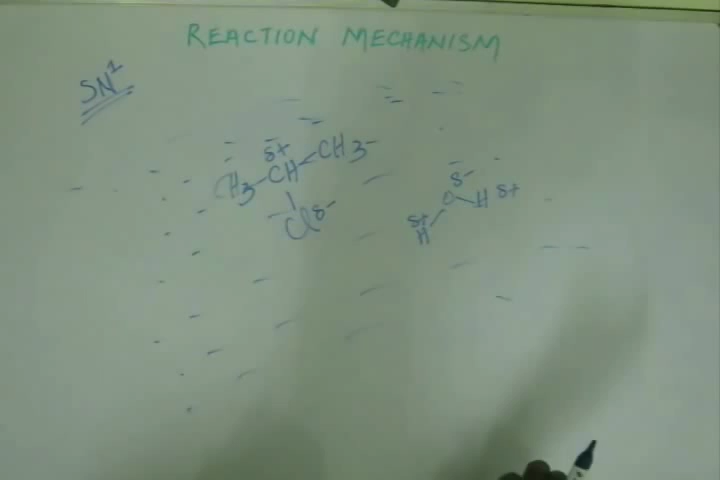 REACTION MECHANISM
SN1
δ+
CH3-CH-CH3
Clδ-
δ-
O-H δ+
δ+
H